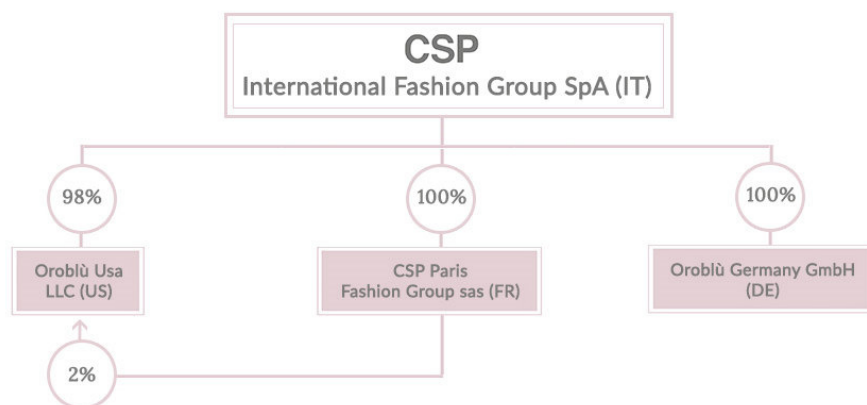 CSP
International Fashion Group SpA (IT)
98%
100%
100%
Oroblù Usa
LLC (US)
CSP Paris
Fashion Group sas (FR)
Oroblù Germany GmbH
(DE)
2%